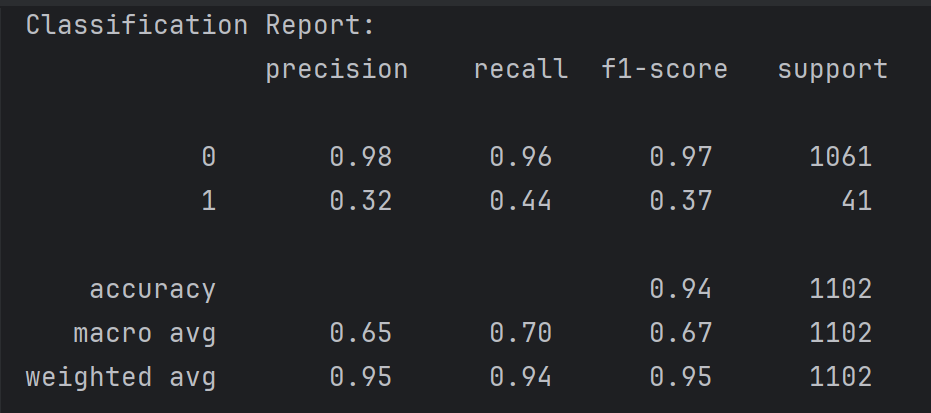 Classification Report:
precision recall f1-score support
0 0.98 0.96 0.97 1061
1 0.32 0.44 0.37 41
accuracy 0.94 1102
macro avg 0.65 0.70 0.67 1102
weighted avg 0.95 0.94 0.95 1102